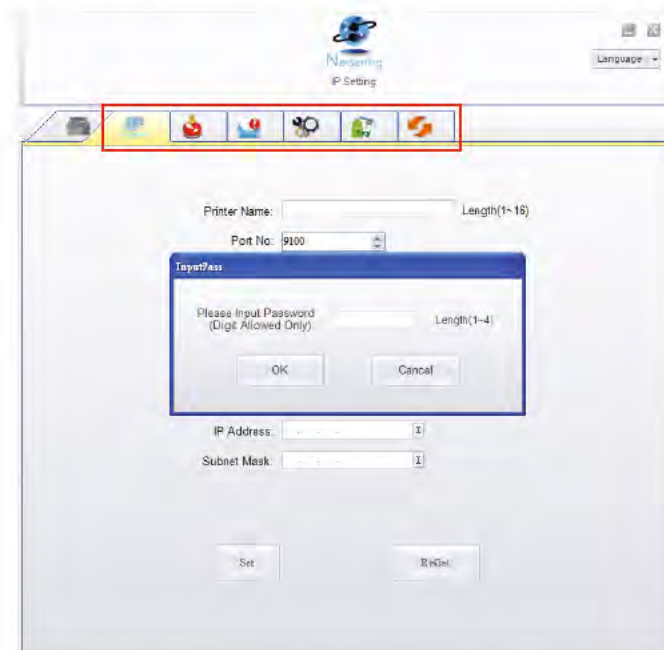 Netsetting
Language
IP Setting
IP
Printer Name:
Length(1~16)
Port No:
9100
InputPass
Please Input Password
(Digit Allowed Only)
Length(1~4)
OK
Cancel
IP Address:
Subnet Mask:
Set